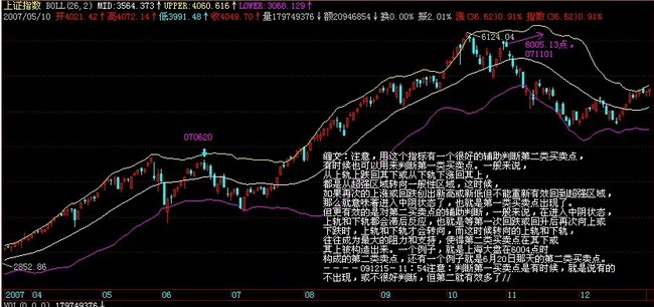 上证指数 BOLL(26,2) MID:3564.373↑ UPPER:4060.616↑ LOWER:3068.129↑
2007/05/10 开4021.42↑ 高4072.14↑ 低3991.48↑ 收4049.70↑ 量179749376↓ 额20946854↓ 换0.00% 振2.01% 涨(36.62)0.91% 指数(36.62)0.91%
6124.04
6005.13点,
071101
070620
缠文:注意,用这个指标有一个很好的辅助判断第二类买卖点,
有时候也可以用来判断第一类买卖点。一般来说,
从上轨上跌回其下或从下轨下涨回其上,
都是从超强区域转向一般性区域,这时候,
如果再次的上涨或回跌创出新高或新低但不能重新有效回到超强区域,
那么就意味着进入中阴状态了,也就是第一类买卖点出现了。
但更有效的是对第二买卖点的辅助判断,一般来说,在进入中阴状态,
上轨和下轨都会滞后反应,也就是等第一次回跌或回升后再次向上或
下跌时,上轨和下轨才会转向,而这时候转向的上轨和下轨,
往往成为最大的阻力和支持,使得第二类买卖点在其下或
其上被构造出来。一个例子,就是上海大盘在6004点时
构成的第二类卖点,还有一个例子就是6月20日那天的第二类买卖点。
-----091215-11:54注意:判断第一买卖点是有时候,就是说有的
不出现,或不很好判断,但第二就有效多了//
2852.86
2007 04 05 06 07 08 09 10 11 12
VOL(0,0,0) 179749376↓